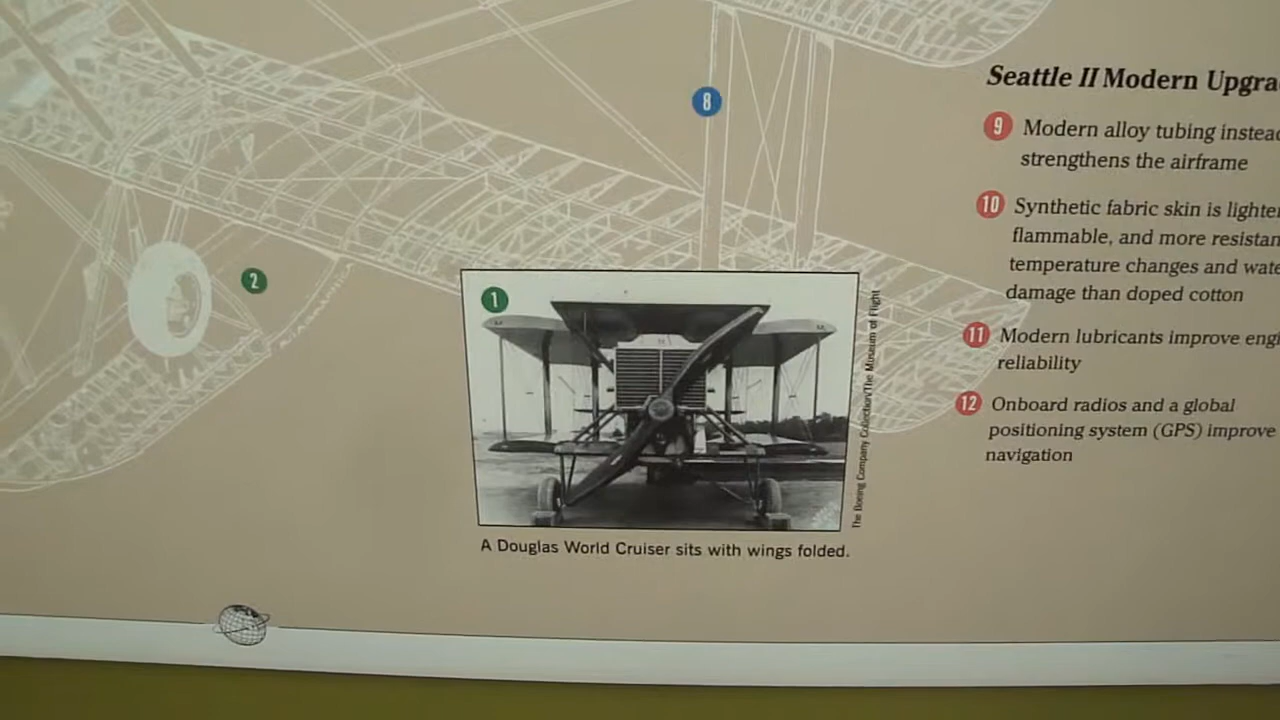 8
2
1
The Boeing Company Collection/The Museum of Flight
A Douglas World Cruiser sits with wings folded.
Seattle II Modern Upgra
9 Modern alloy tubing instead
strengthens the airframe
10 Synthetic fabric skin is lighter
flammable, and more resistan
temperature changes and wate
damage than doped cotton
11 Modern lubricants improve engi
reliability
12 Onboard radios and a global
positioning system (GPS) improve
navigation